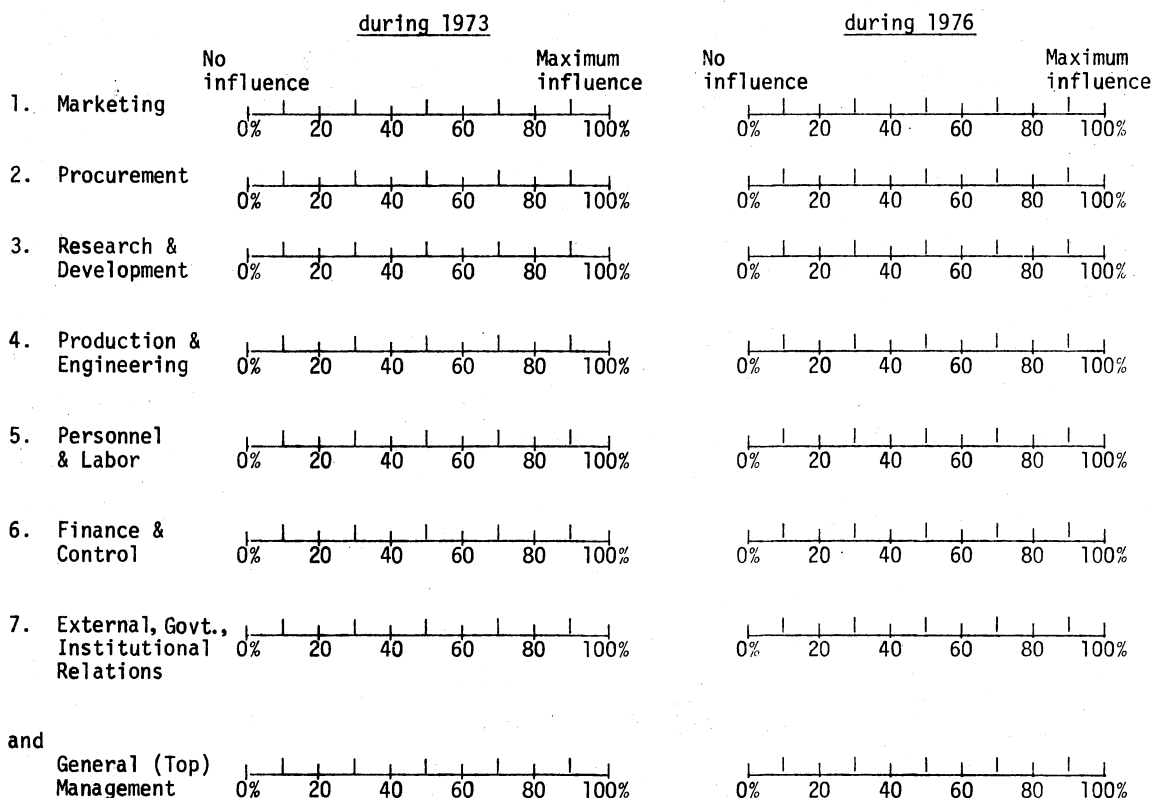 during 1973 during 1976
No Maximum No Maximum
influence influence influence influence
1. Marketing
0% 20 40 60 80 100% 0% 20 40 60 80 100%
2. Procurement
0% 20 40 60 80 100% 0% 20 40 60 80 100%
3. Research &
Development 0% 20 40 60 80 100% 0% 20 40 60 80 100%
4. Production &
Engineering 0% 20 40 60 80 100% 0% 20 40 60 80 100%
5. Personnel
& Labor 0% 20 40 60 80 100% 0% 20 40 60 80 100%
6. Finance &
Control 0% 20 40 60 80 100% 0% 20 40 60 80 100%
7. External, Govt.,
Institutional 0% 20 40 60 80 100% 0% 20 40 60 80 100%
Relations
and
General (Top)
Management 0% 20 40 60 80 100% 0% 20 40 60 80 100%